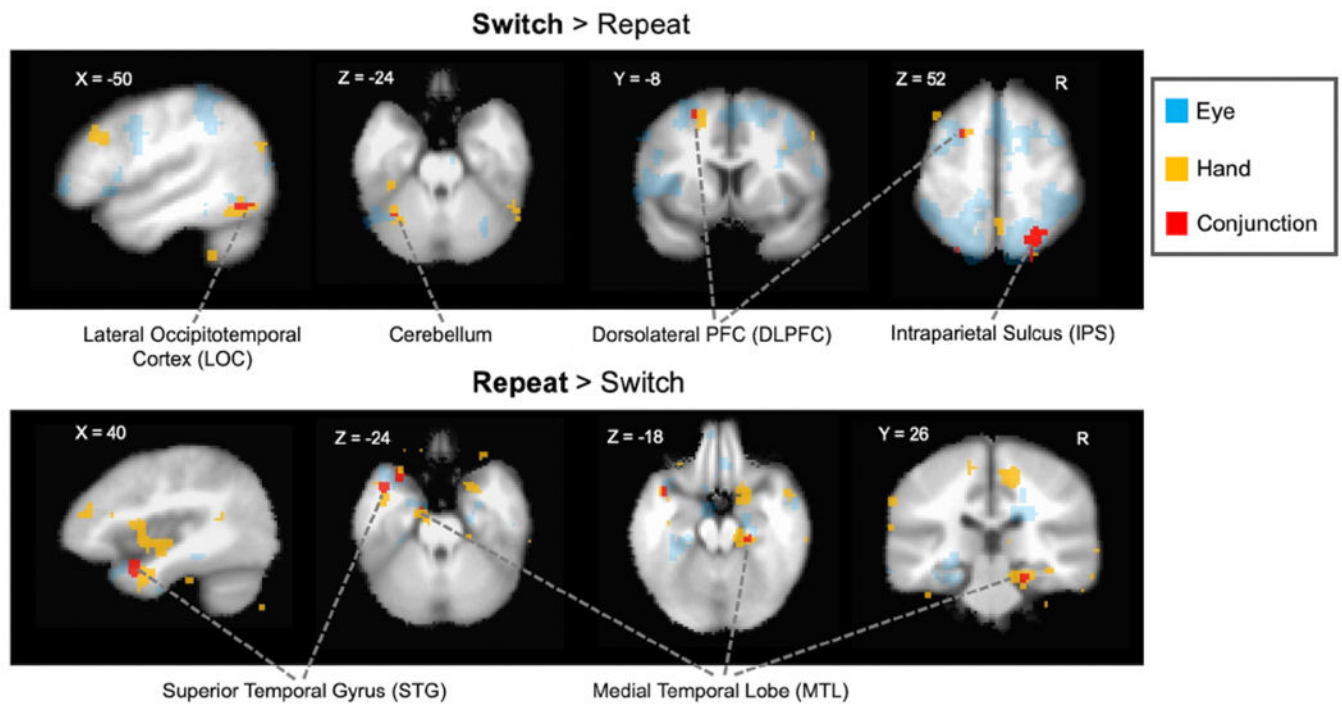 Switch > Repeat
X = -50
Z = -24
Y = -8
Z = 52
R
Eye
Hand
Conjunction
Lateral Occipitotemporal
Cortex (LOC)
Cerebellum
Dorsolateral PFC (DLPFC)
Intraparietal Sulcus (IPS)
Repeat > Switch
X = 40
Z = -24
Z = -18
Y = 26
R
Superior Temporal Gyrus (STG)
Medial Temporal Lobe (MTL)